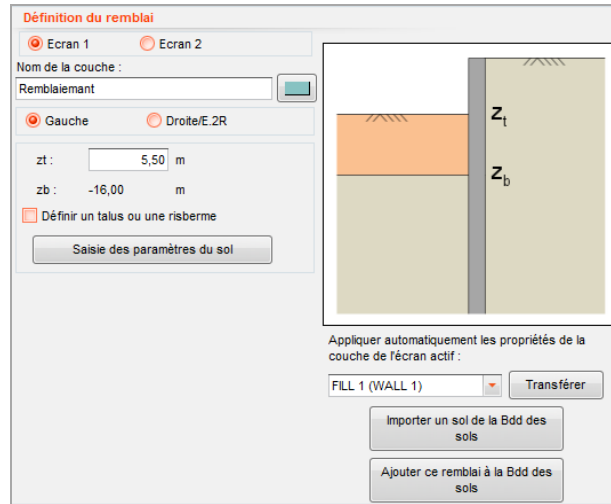 Définition du remblai
Ecran 1
Ecran 2
Nom de la couche :
Remblaiemant
Gauche
Droite/E.2R
zt : 5,50 m
zb : -16,00 m
Définir un talus ou une risberme
Saisie des paramètres du sol
Zt
Zb
Appliquer automatiquement les propriétés de la
couche de l'écran actif :
FILL 1 (WALL 1)
Transférer
Importer un sol de la Bdd des
sols
Ajouter ce remblai à la Bdd des
sols